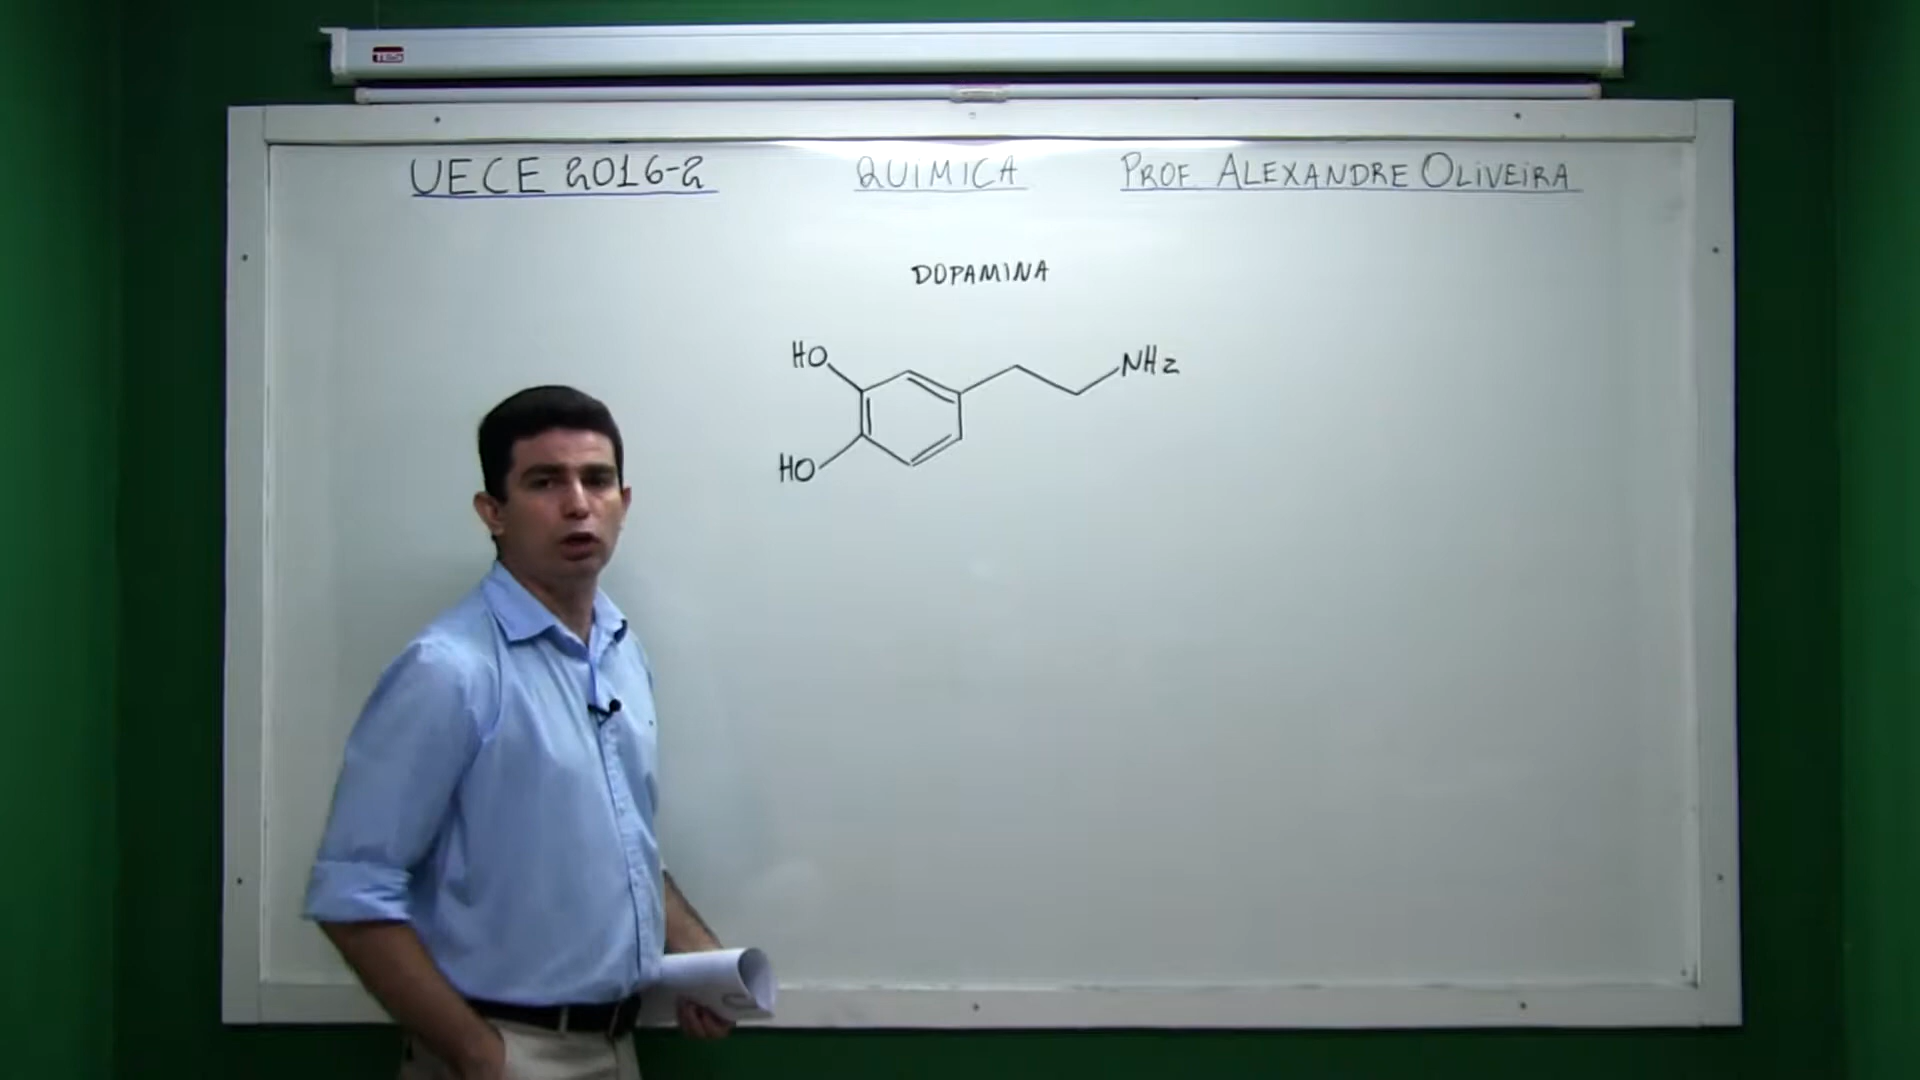 UECE 2016-2 QUIMICA PROF. ALEXANDRE OLIVEIRA
DOPAMINA
HO NH2
HO